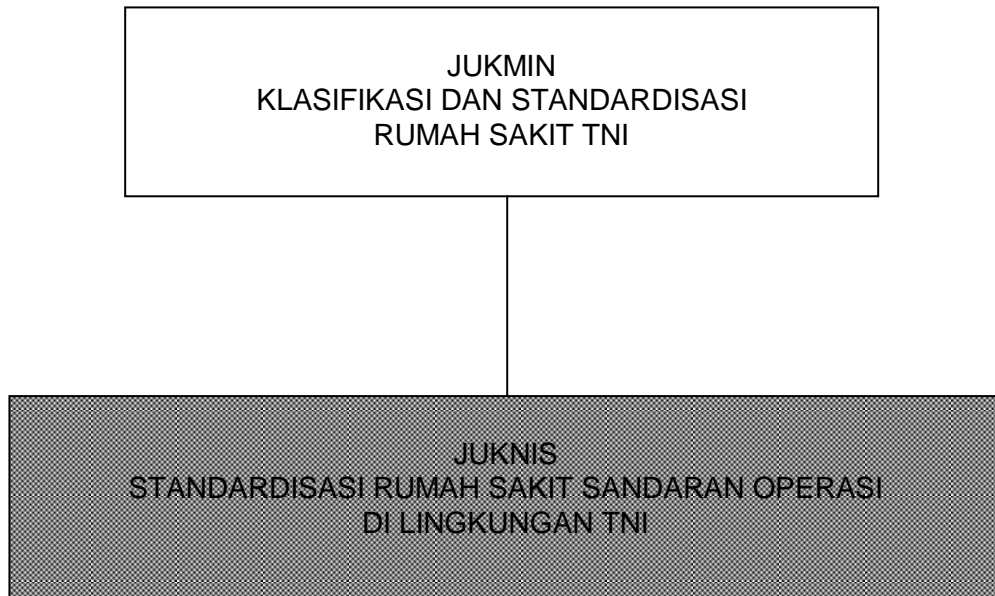 JUKMIN
KLASIFIKASI DAN STANDARDISASI
RUMAH SAKIT TNI
JUKNIS
STANDARDISASI RUMAH SAKIT SANDARAN OPERASI
DI LINGKUNGAN TNI